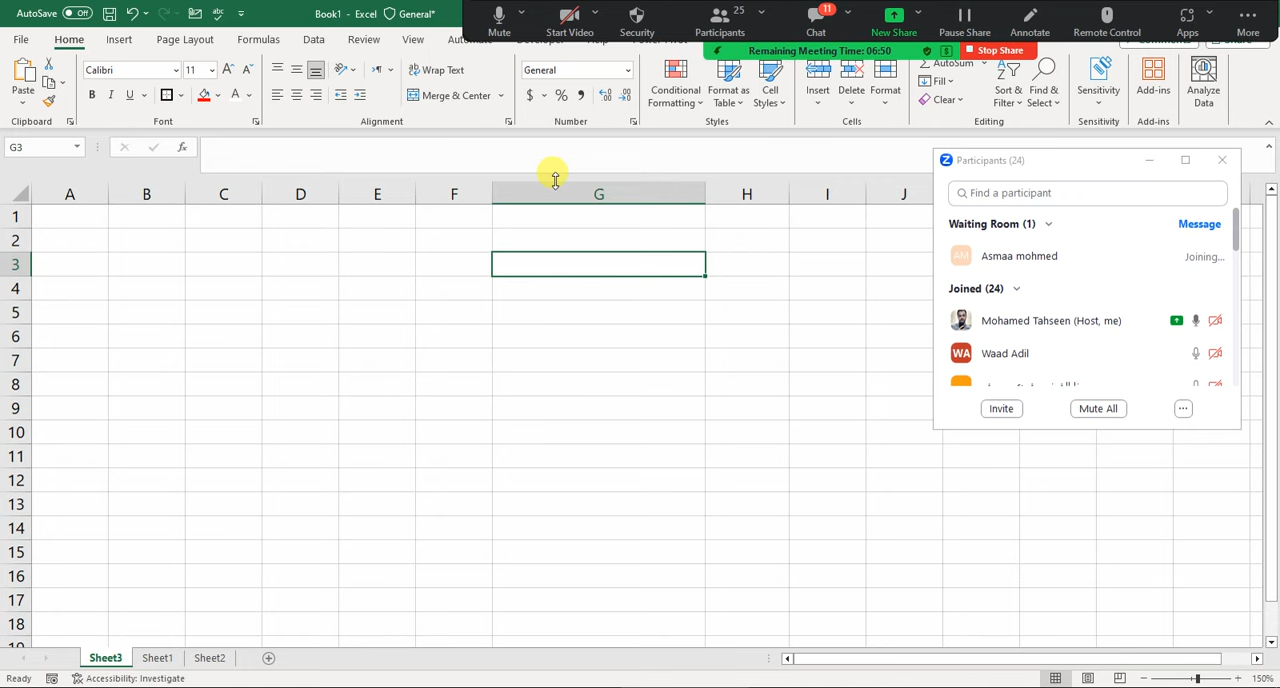 AutoSave Off
Book1 - Excel
General*
Mute
Start Video
Security
Participants
25
Chat
11
New Share
Pause Share
Annotate
Remote Control
Apps
More
Remaining Meeting Time: 06:50
Stop Share
File
Home
Insert
Page Layout
Formulas
Data
Review
View
Paste
Calibri
11
B I U
A
Wrap Text
Merge & Center
General
$ % ,
Conditional
Formatting
Format as
Table
Cell
Styles
Insert
Delete
Format
AutoSum
Fill
Clear
Sort &
Filter
Find &
Select
Sensitivity
Add-ins
Analyze
Data
Clipboard
Font
Alignment
Number
Styles
Cells
Editing
Sensitivity
Add-ins
G3
fx
A B C D E F G H I J
1
2
3
4
5
6
7
8
9
10
11
12
13
14
15
16
17
18
Participants (24)
Find a participant
Waiting Room (1)
Message
AM Asmaa mohmed
Joining...
Joined (24)
Mohamed Tahseen (Host, me)
WA Waad Adil
Invite
Mute All
...
Sheet3
Sheet1
Sheet2
Ready
Accessibility: Investigate
150%